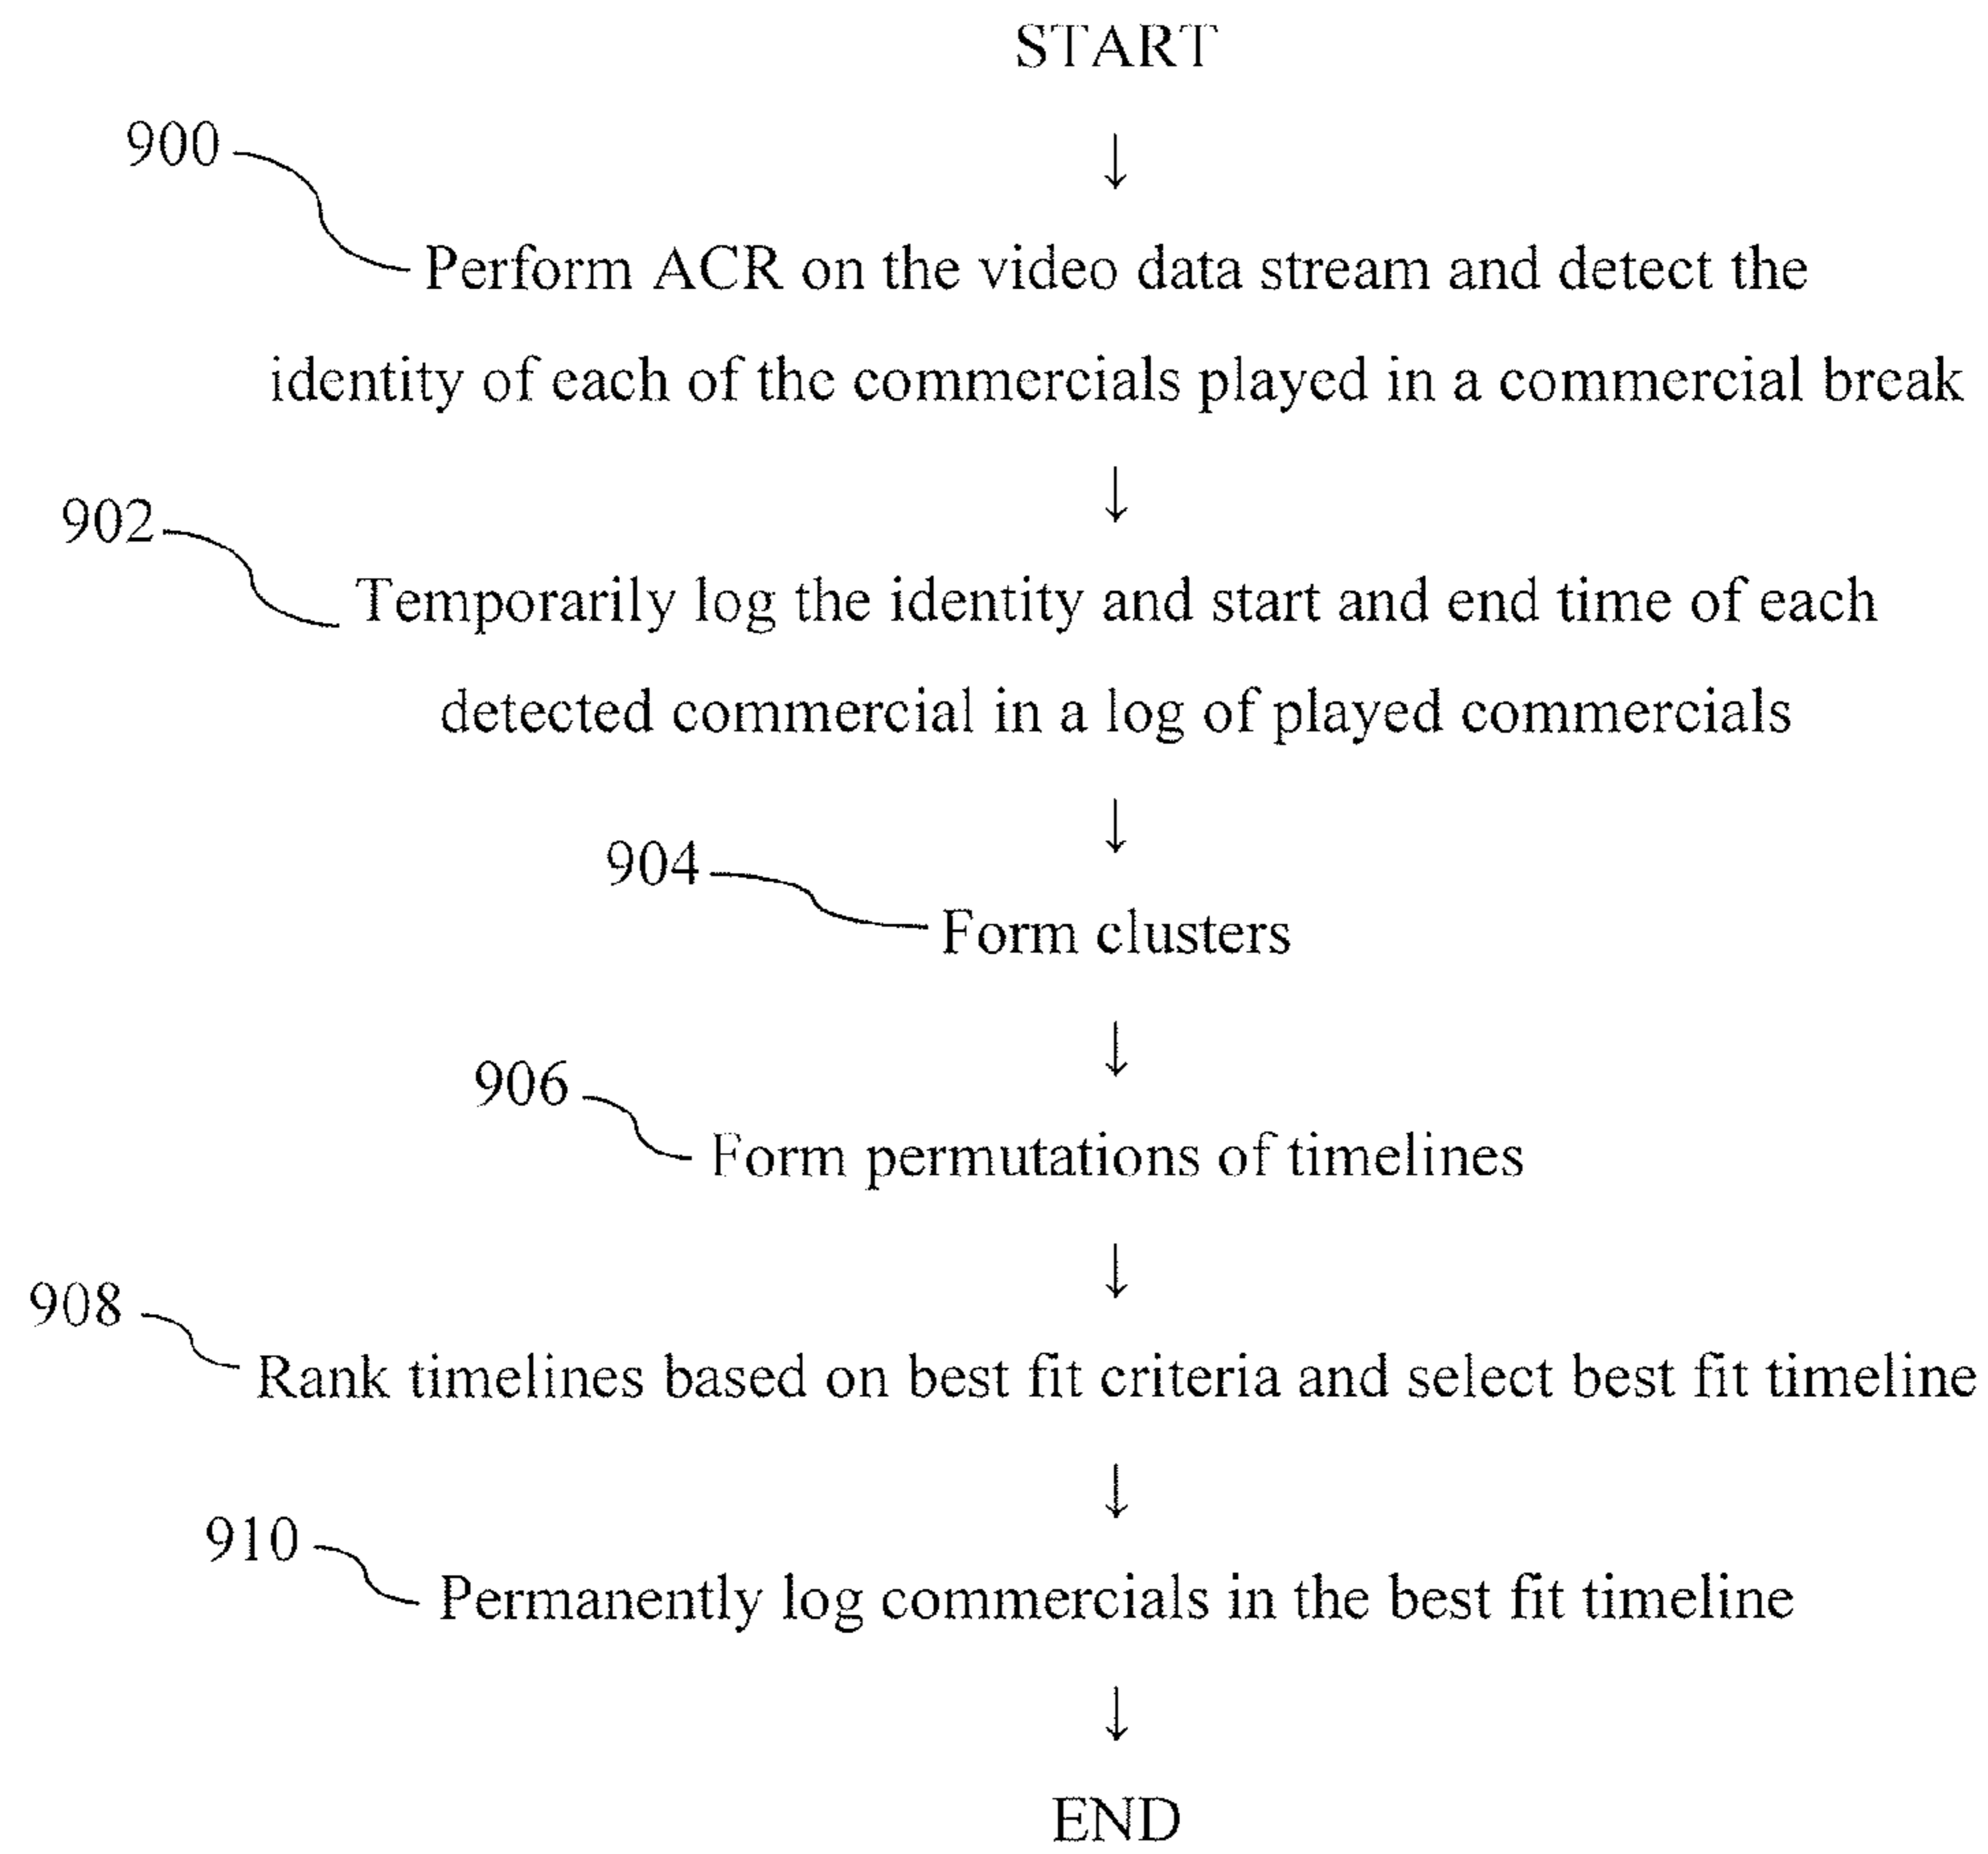 START
↓
900
Perform ACR on the video data stream and detect the
identity of each of the commercials played in a commercial break
↓
902
Temporarily log the identity and start and end time of each
detected commercial in a log of played commercials
↓
904
Form clusters
↓
906
Form permutations of timelines
↓
908
Rank timelines based on best fit criteria and select best fit timeline
↓
910
Permanently log commercials in the best fit timeline
↓
END